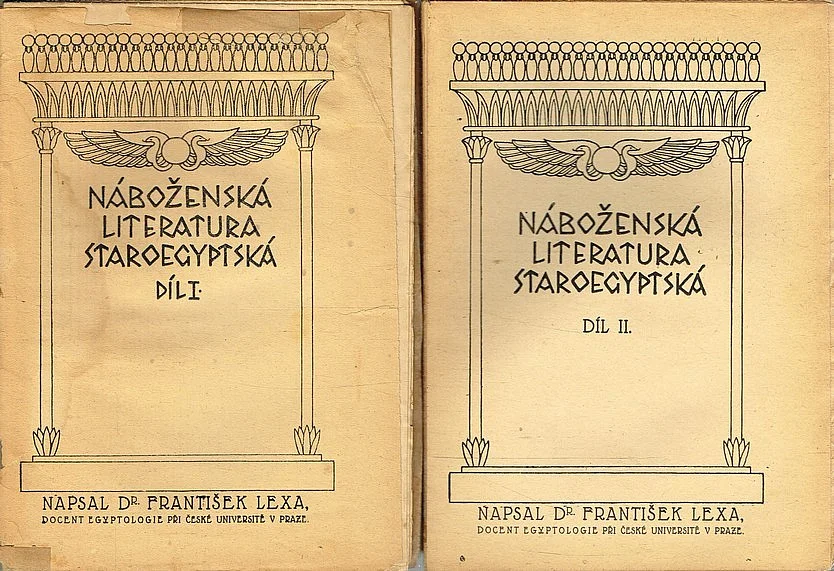 NÁBOŽENSKÁ
LITERATURA
STAROEGYPTSKÁ
DÍL I.
NAPSAL DR. FRANTIŠEK LEXA,
DOCENT EGYPTOLOGIE PŘI ČESKÉ UNIVERSITĚ V PRAZE.
NÁBOŽENSKÁ
LITERATURA
STAROEGYPTSKÁ
DÍL II.
NAPSAL DR. FRANTIŠEK LEXA,
DOCENT EGYPTOLOGIE PŘI ČESKÉ UNIVERSITĚ V PRAZE.